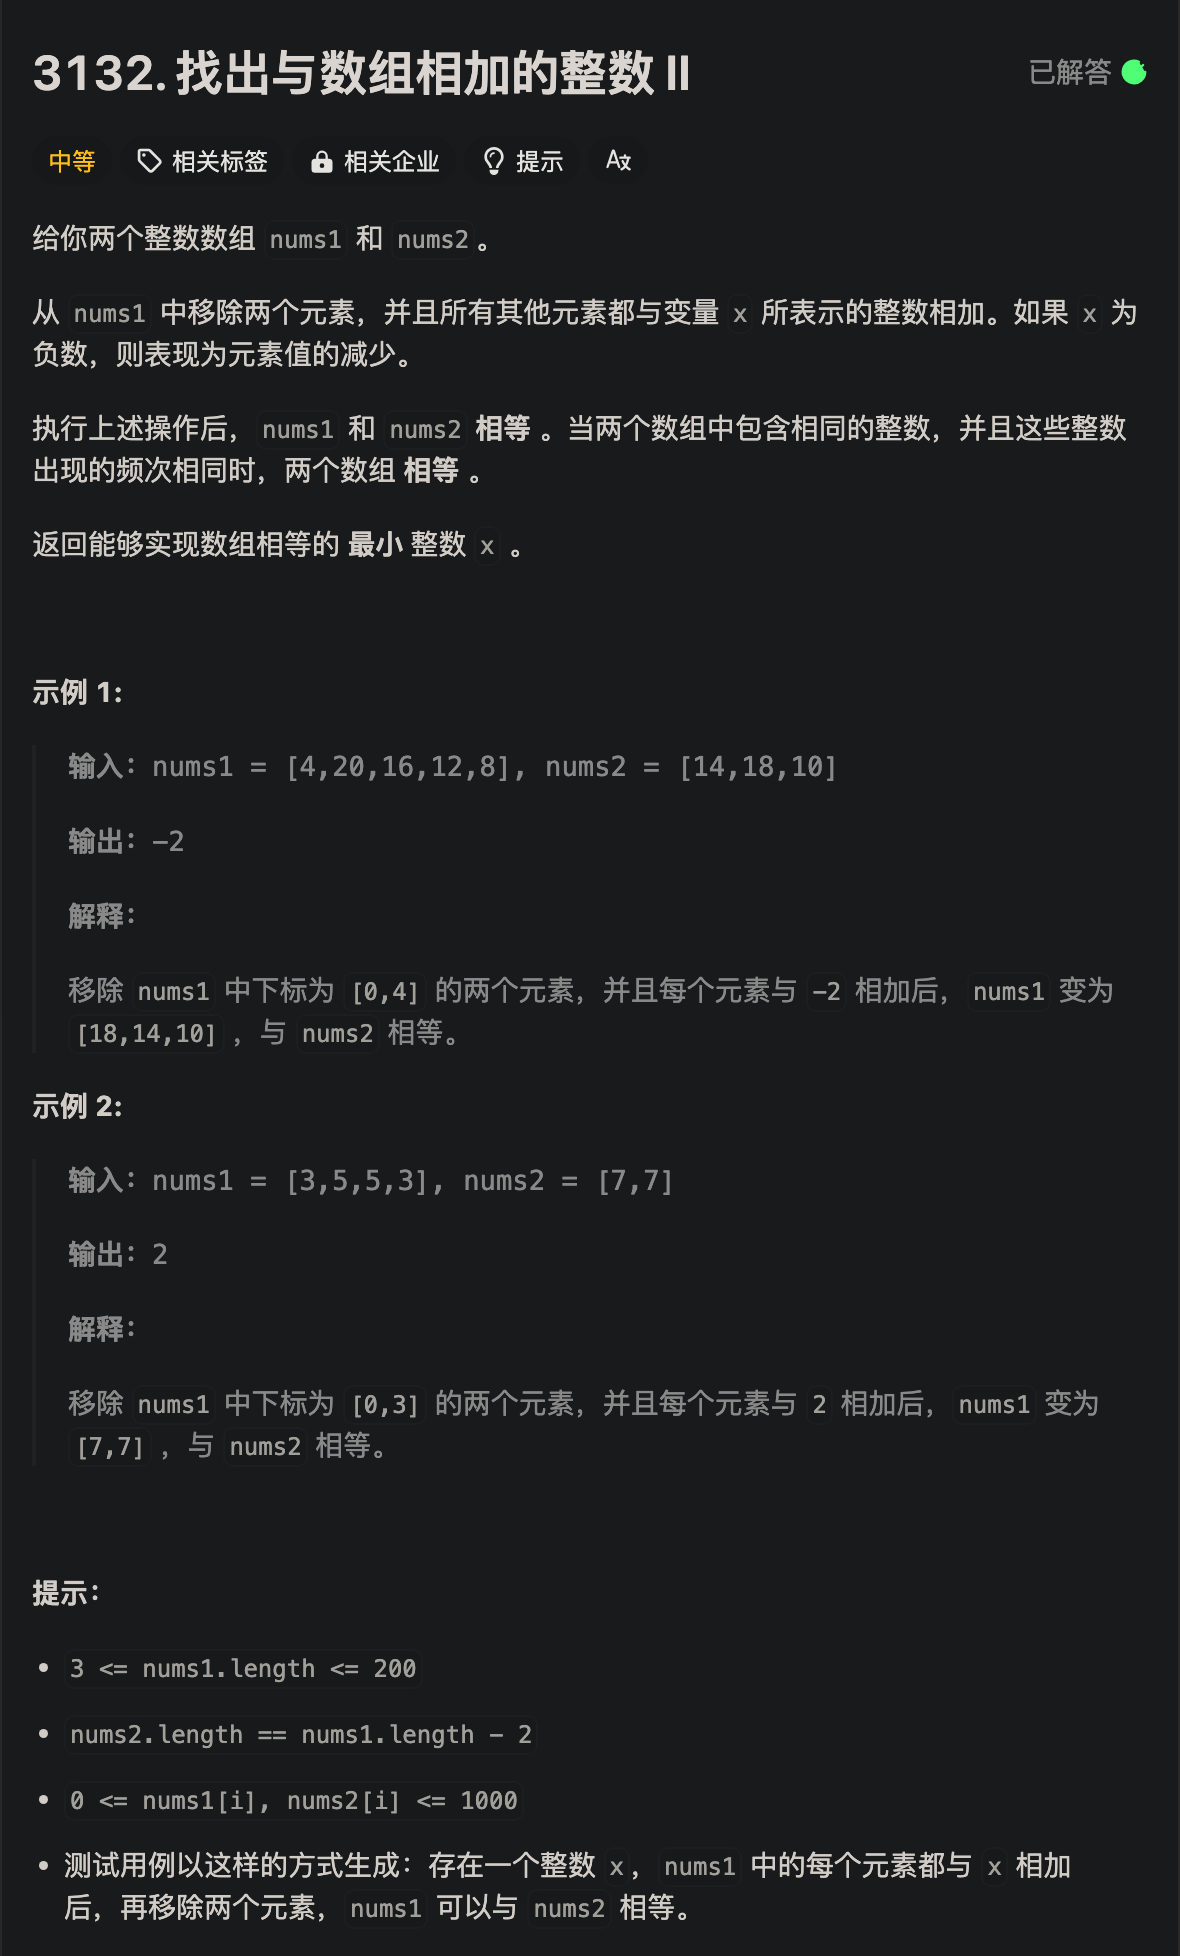 3132. 找出与数组相加的整数 II
已解答
中等 相关标签 相关企业 提示 Ax
给你两个整数数组 nums1 和 nums2 。
从 nums1 中移除两个元素，并且所有其他元素都与变量 x 所表示的整数相加。如果 x 为
负数，则表现为元素值的减少。
执行上述操作后， nums1 和 nums2 相等 。当两个数组中包含相同的整数，并且这些整数
出现的频次相同时，两个数组 相等 。
返回能够实现数组相等的 最小 整数 x 。
示例 1:
输入：nums1 = [4,20,16,12,8], nums2 = [14,18,10]
输出：-2
解释：
移除 nums1 中下标为 [0,4] 的两个元素，并且每个元素与 -2 相加后， nums1 变为
[18,14,10] ，与 nums2 相等。
示例 2:
输入：nums1 = [3,5,5,3], nums2 = [7,7]
输出：2
解释：
移除 nums1 中下标为 [0,3] 的两个元素，并且每个元素与 2 相加后， nums1 变为
[7,7] ，与 nums2 相等。
提示：
• 3 <= nums1.length <= 200
• nums2.length == nums1.length - 2
• 0 <= nums1[i], nums2[i] <= 1000
• 测试用例以这样的方式生成：存在一个整数 x， nums1 中的每个元素都与 x 相加
后，再移除两个元素， nums1 可以与 nums2 相等。